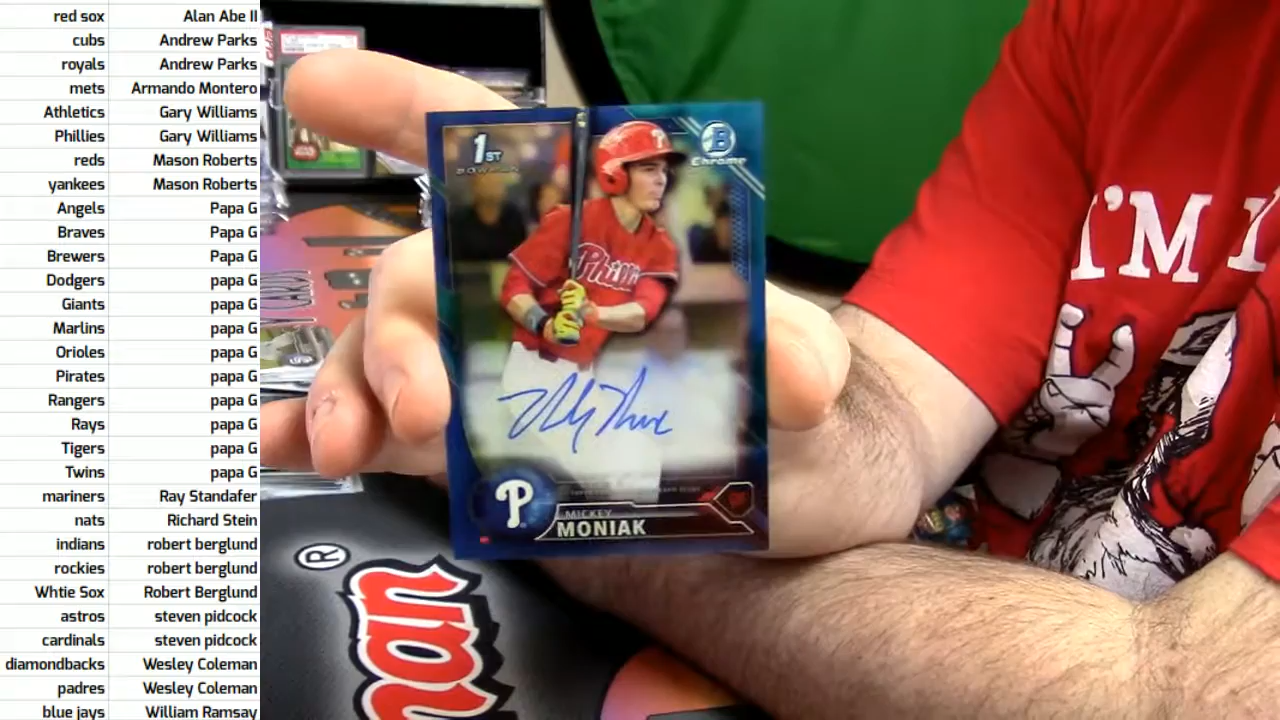 red sox Alan Abe II
cubs Andrew Parks
royals Andrew Parks
mets Armando Montero
Athletics Gary Williams
Phillies Gary Williams
reds Mason Roberts
yankees Mason Roberts
Angels Papa G
Braves Papa G
Brewers Papa G
Dodgers papa G
Giants papa G
Marlins papa G
Orioles papa G
Pirates papa G
Rangers papa G
Rays papa G
Tigers papa G
Twins papa G
mariners Ray Standafer
nats Richard Stein
indians robert berglund
rockies robert berglund
Whtie Sox Robert Berglund
astros steven pidcock
cardinals steven pidcock
diamondbacks Wesley Coleman
padres Wesley Coleman
blue jays William Ramsay
1ST
BOWMAN
B
Chrome
P
Phillies
P
MICKEY
MONIAK
I'M
®